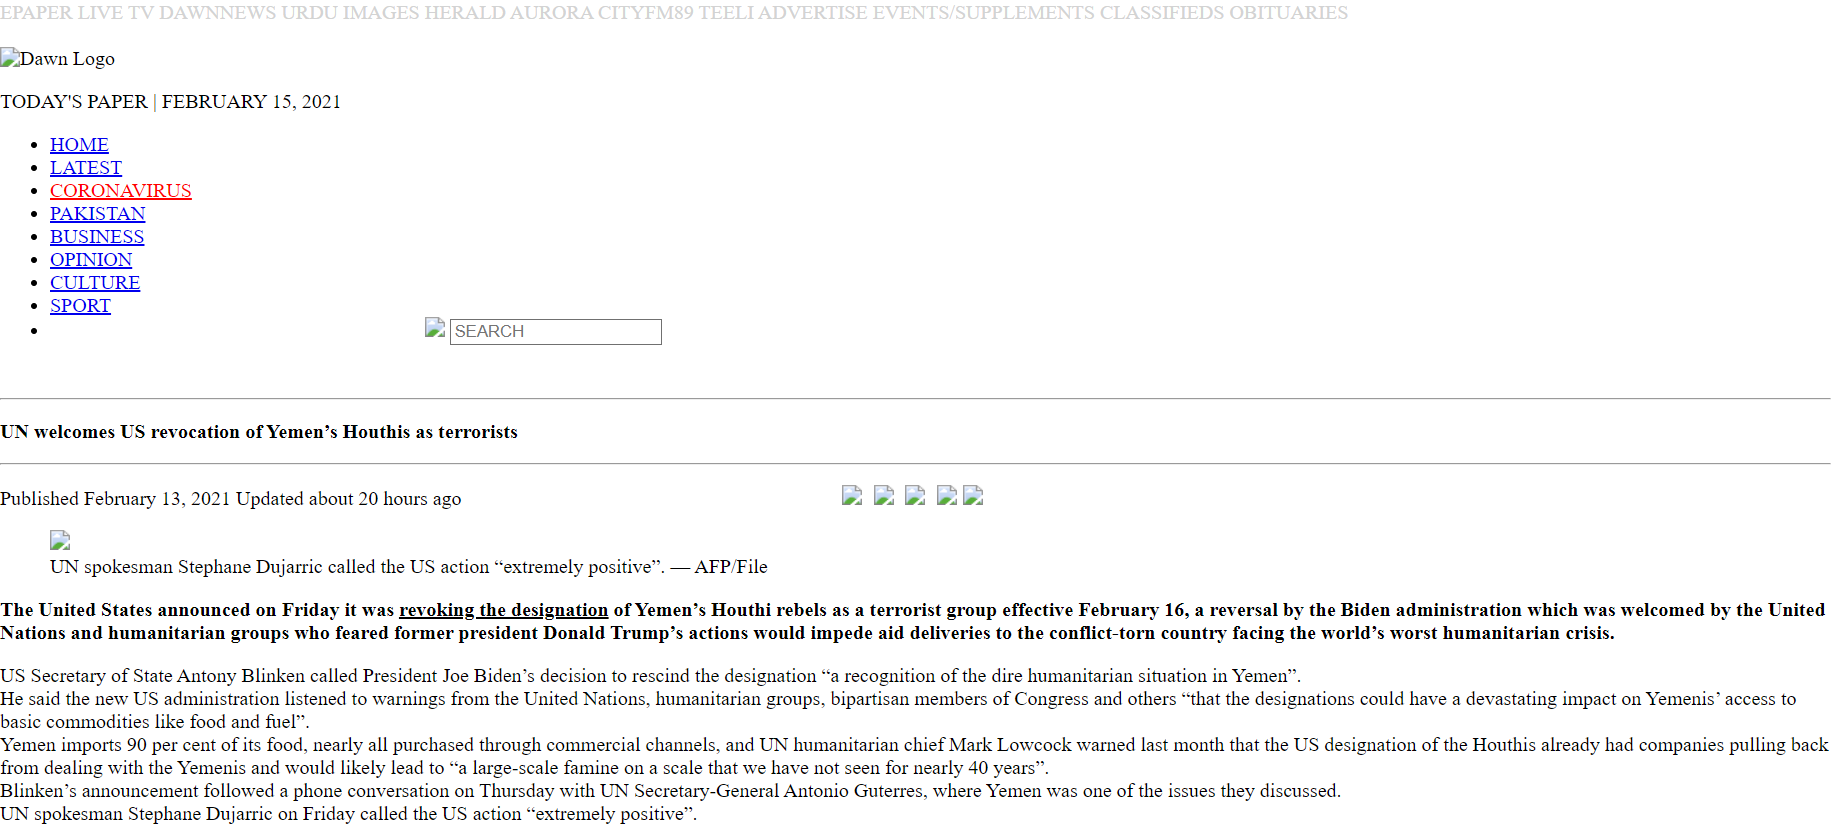 EPAPER LIVE TV DAWNNEWS URDU IMAGES HERALD AURORA CITYFM89 TEELI ADVERTISE EVENTS/SUPPLEMENTS CLASSIFIEDS OBITUARIES
Dawn Logo
TODAY'S PAPER | FEBRUARY 15, 2021
HOME
LATEST
CORONAVIRUS
PAKISTAN
BUSINESS
OPINION
CULTURE
SPORT
SEARCH
UN welcomes US revocation of Yemen’s Houthis as terrorists
Published February 13, 2021 Updated about 20 hours ago
UN spokesman Stephane Dujarric called the US action “extremely positive”. — AFP/File
The United States announced on Friday it was revoking the designation of Yemen’s Houthi rebels as a terrorist group effective February 16, a reversal by the Biden administration which was welcomed by the United
Nations and humanitarian groups who feared former president Donald Trump’s actions would impede aid deliveries to the conflict-torn country facing the world’s worst humanitarian crisis.
US Secretary of State Antony Blinken called President Joe Biden’s decision to rescind the designation “a recognition of the dire humanitarian situation in Yemen”.
He said the new US administration listened to warnings from the United Nations, humanitarian groups, bipartisan members of Congress and others “that the designations could have a devastating impact on Yemenis’ access to
basic commodities like food and fuel”.
Yemen imports 90 per cent of its food, nearly all purchased through commercial channels, and UN humanitarian chief Mark Lowcock warned last month that the US designation of the Houthis already had companies pulling back
from dealing with the Yemenis and would likely lead to “a large-scale famine on a scale that we have not seen for nearly 40 years”.
Blinken’s announcement followed a phone conversation on Thursday with UN Secretary-General Antonio Guterres, where Yemen was one of the issues they discussed.
UN spokesman Stephane Dujarric on Friday called the US action “extremely positive”.